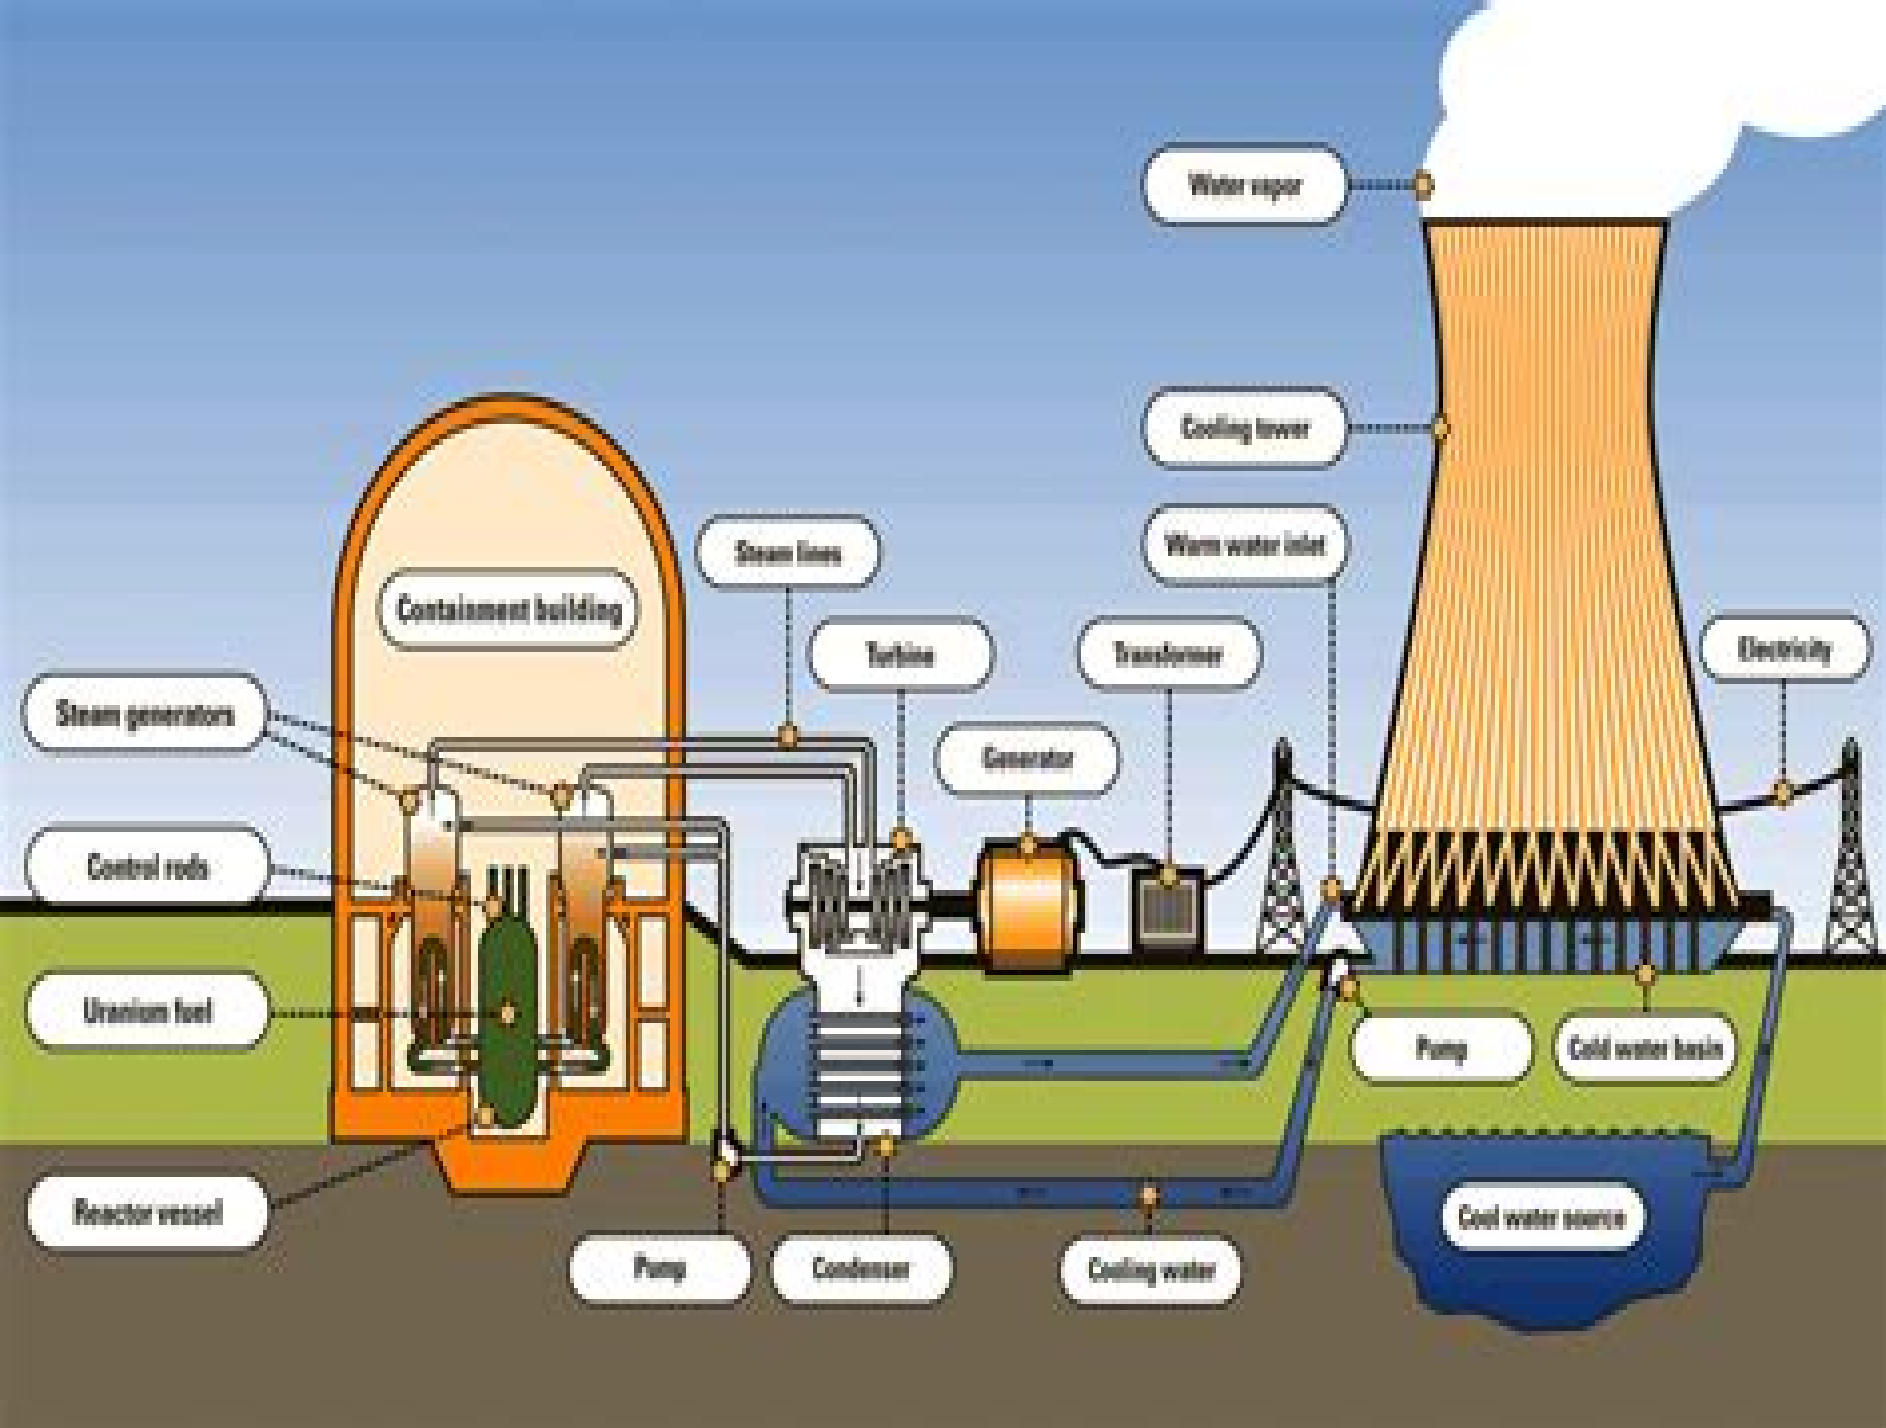 Water vapor
Cooling tower
Warm water inlet
Steam lines
Containment building
Turbine
Transformer
Electricity
Steam generators
Generator
Control rods
Uranium fuel
Pump
Cold water basin
Reactor vessel
Cool water source
Pump
Condenser
Cooling water